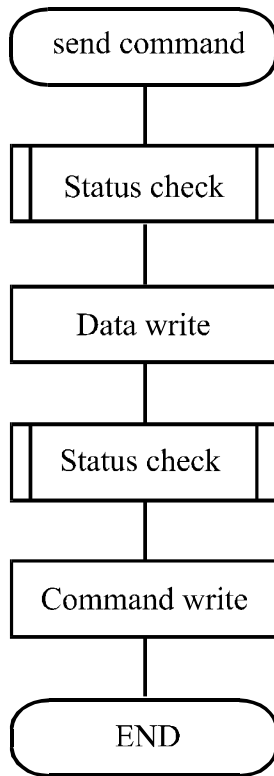 send command
Status check
Data write
Status check
Command write
END